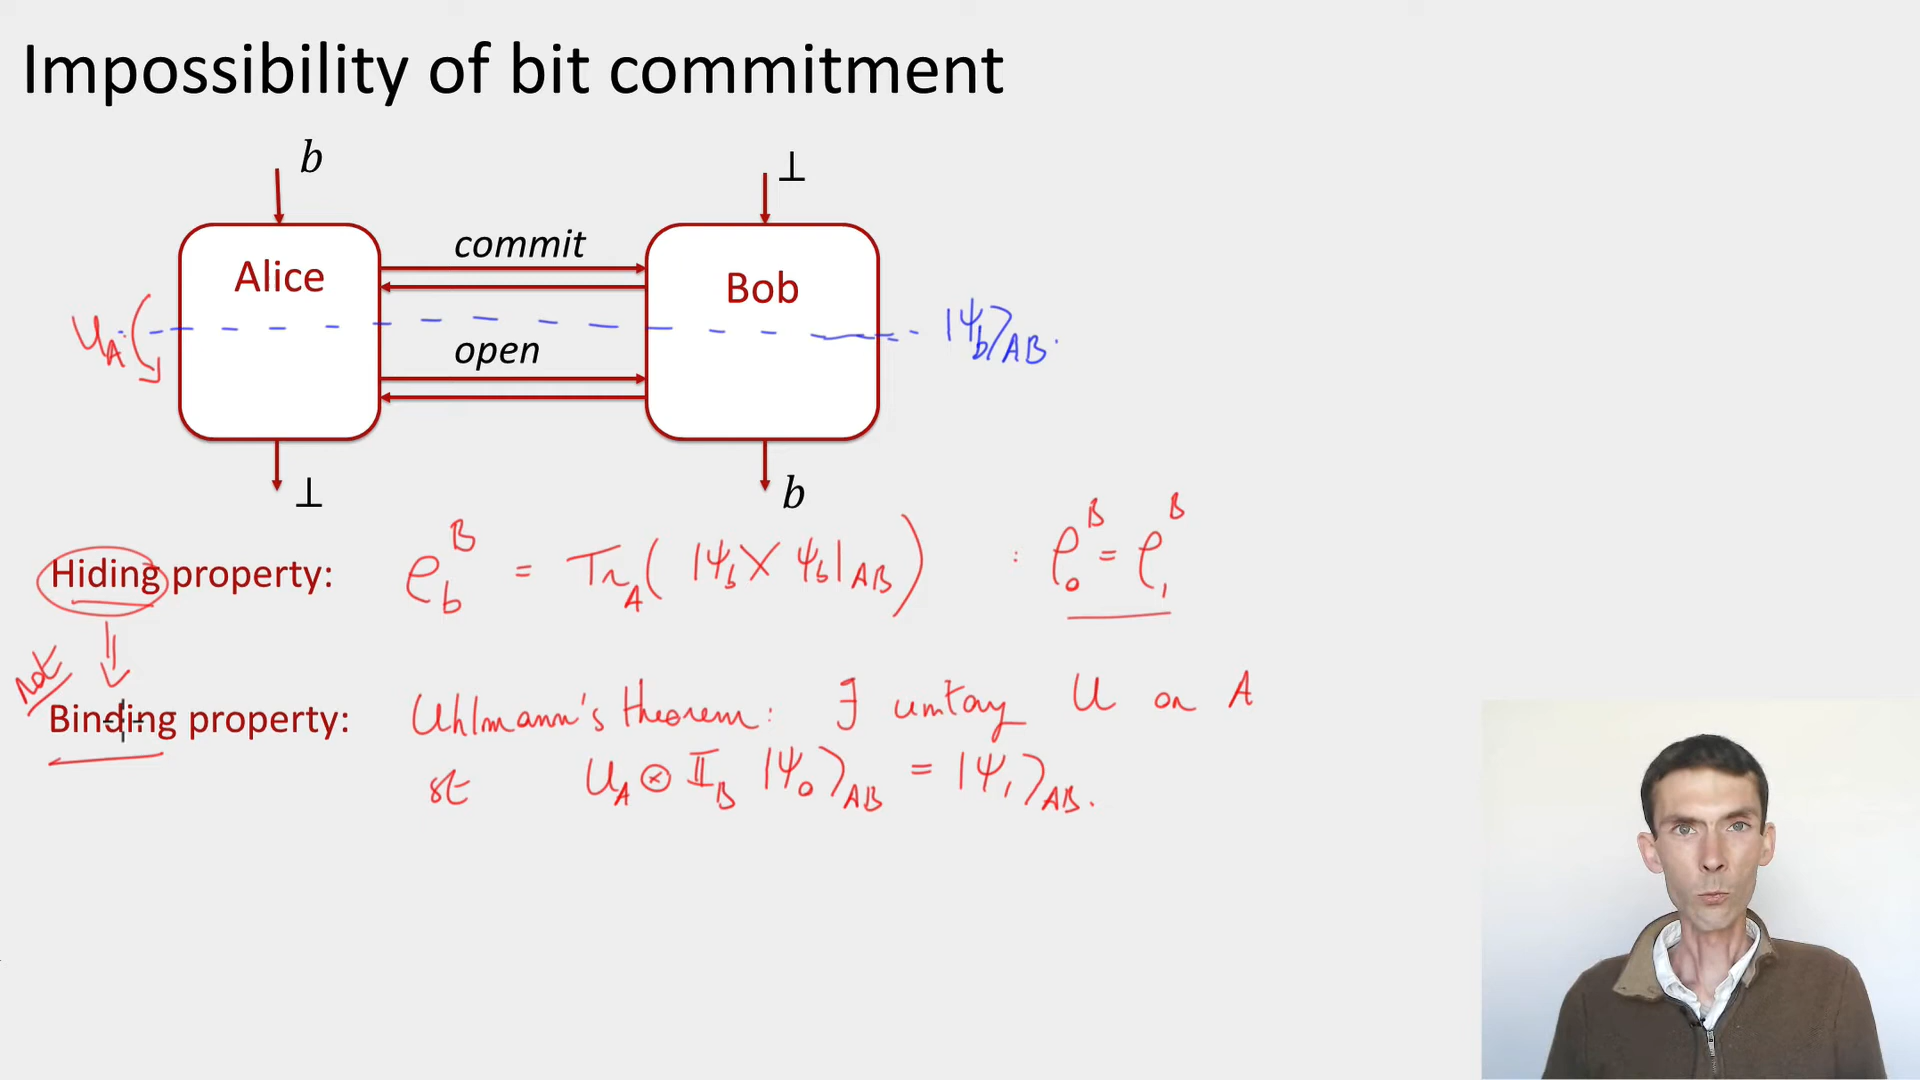 Impossibility of bit commitment
b
⊥
Alice
commit
Bob
U_A :
open
|ψ_b⟩_AB.
⊥
b
Hiding property: ρ_b^B = Tr_A( |ψ_b⟩⟨ψ_b|_AB ) : ρ_0^B = ρ_1^B
not
Binding property: Uhlmann's theorem: ∃ unitary U on A
st U_A ⊗ 𝕀_B |ψ_0⟩_AB = |ψ_1⟩_AB.